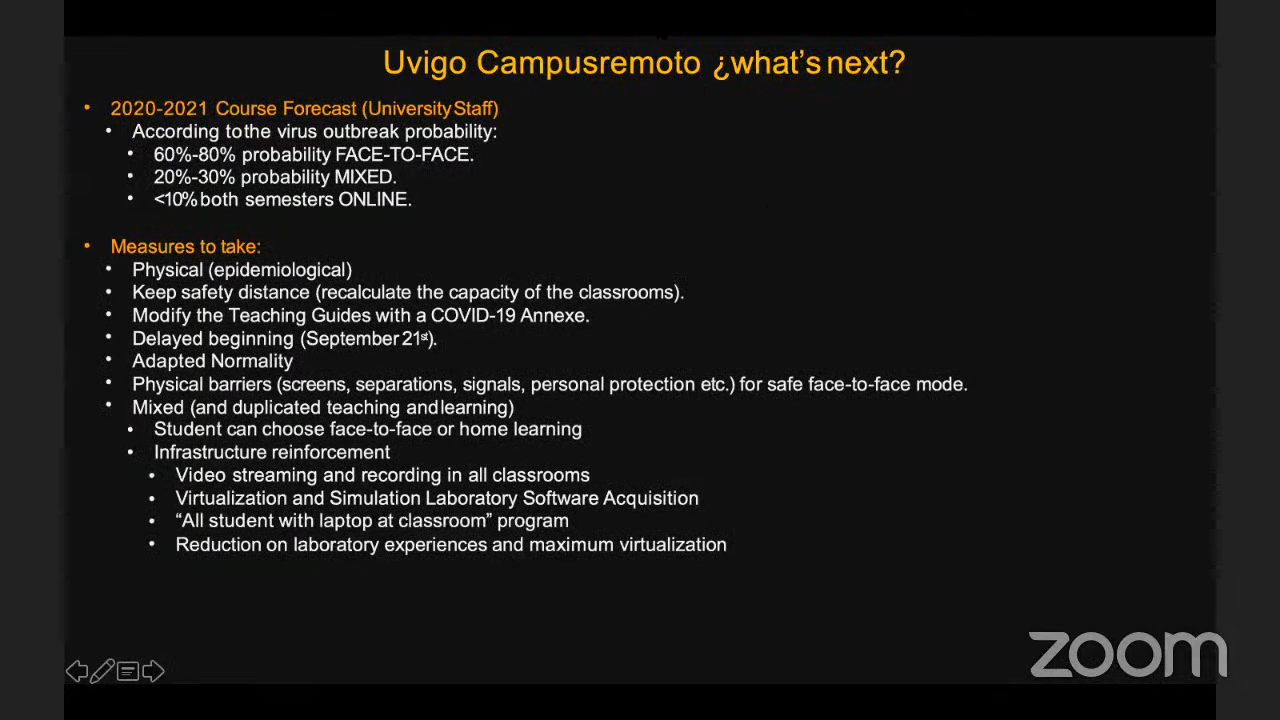 Uvigo Campusremoto ¿what's next?
• 2020-2021 Course Forecast (University Staff)
• According to the virus outbreak probability:
• 60%-80% probability FACE-TO-FACE.
• 20%-30% probability MIXED.
• <10% both semesters ONLINE.
• Measures to take:
• Physical (epidemiological)
• Keep safety distance (recalculate the capacity of the classrooms).
• Modify the Teaching Guides with a COVID-19 Annexe.
• Delayed beginning (September 21st).
• Adapted Normality
• Physical barriers (screens, separations, signals, personal protection etc.) for safe face-to-face mode.
• Mixed (and duplicated teaching and learning)
• Student can choose face-to-face or home learning
• Infrastructure reinforcement
• Video streaming and recording in all classrooms
• Virtualization and Simulation Laboratory Software Acquisition
• “All student with laptop at classroom” program
• Reduction on laboratory experiences and maximum virtualization
zoom